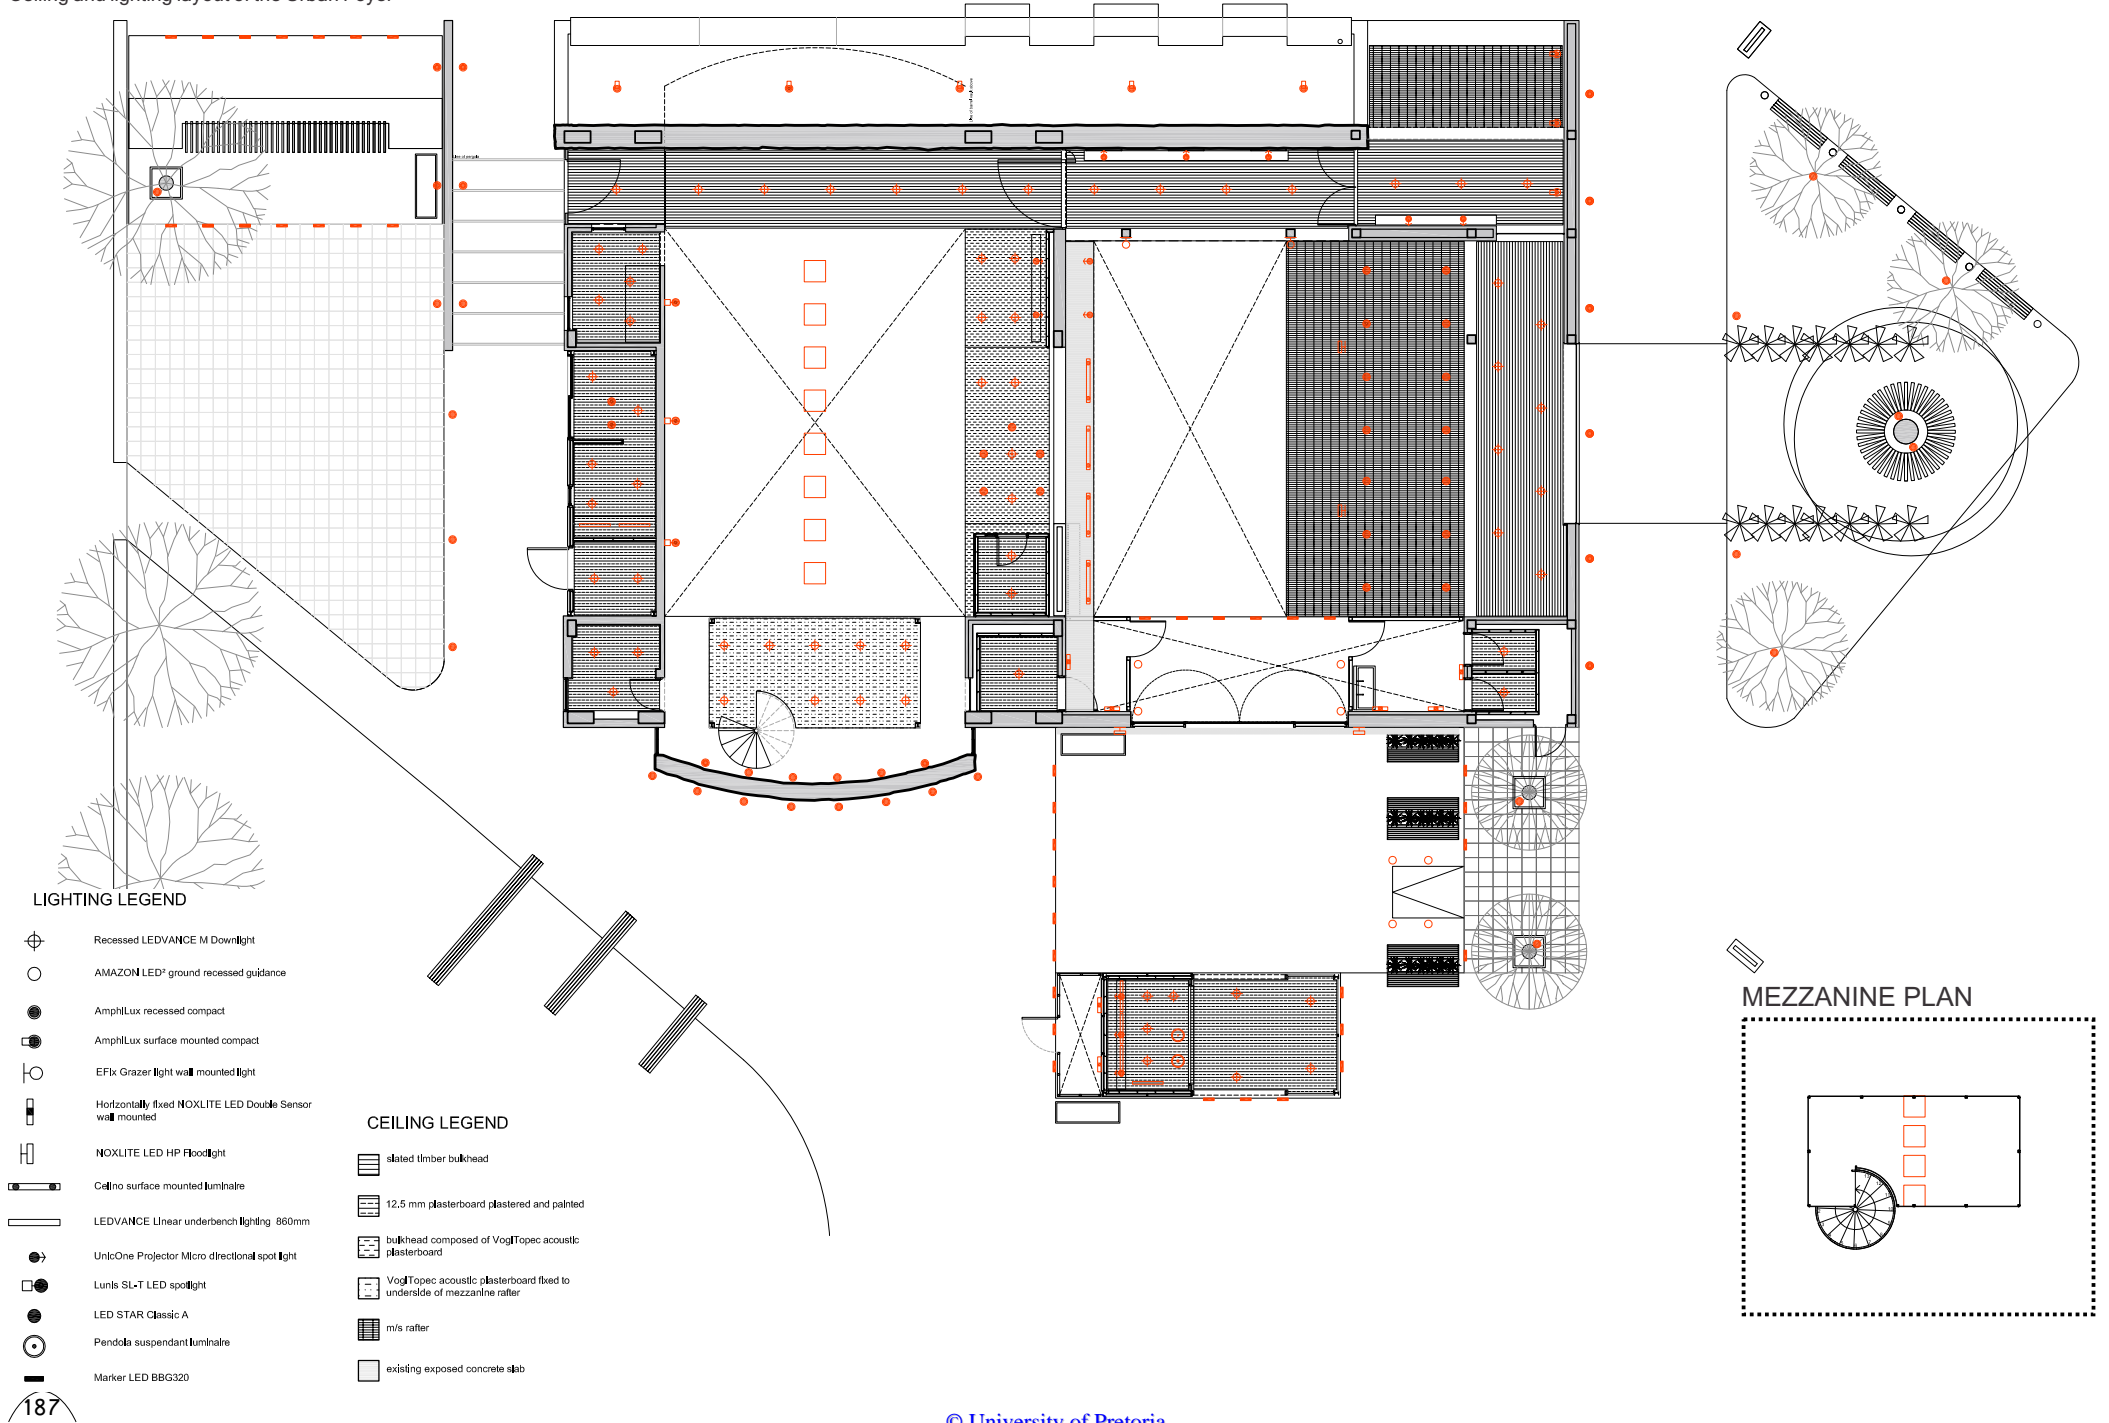 Ceiling and lighting layout of the Urban Foyer
LIGHTING LEGEND
Recessed LEDVANCE M Downlight
AMAZON LED² ground recessed guidance
AmphiLux recessed compact
AmphiLux surface mounted compact
EFix Grazer light wall mounted light
Horizontally fixed NOXLITE LED Double Sensor
wall mounted
NOXLITE LED HP Floodlight
Celino surface mounted luminaire
LEDVANCE Linear underbench lighting 860mm
UnicOne Projector Micro directional spot light
Lunis SL-T LED spotlight
LED STAR Classic A
Pendola suspendant luminaire
Marker LED BBG320
CEILING LEGEND
slated timber bulkhead
12.5 mm plasterboard plastered and painted
bulkhead composed of VoglTopec acoustic
plasterboard
VoglTopec acoustic plasterboard fixed to
underside of mezzanine rafter
m/s rafter
existing exposed concrete slab
MEZZANINE PLAN
187
© University of Pretoria